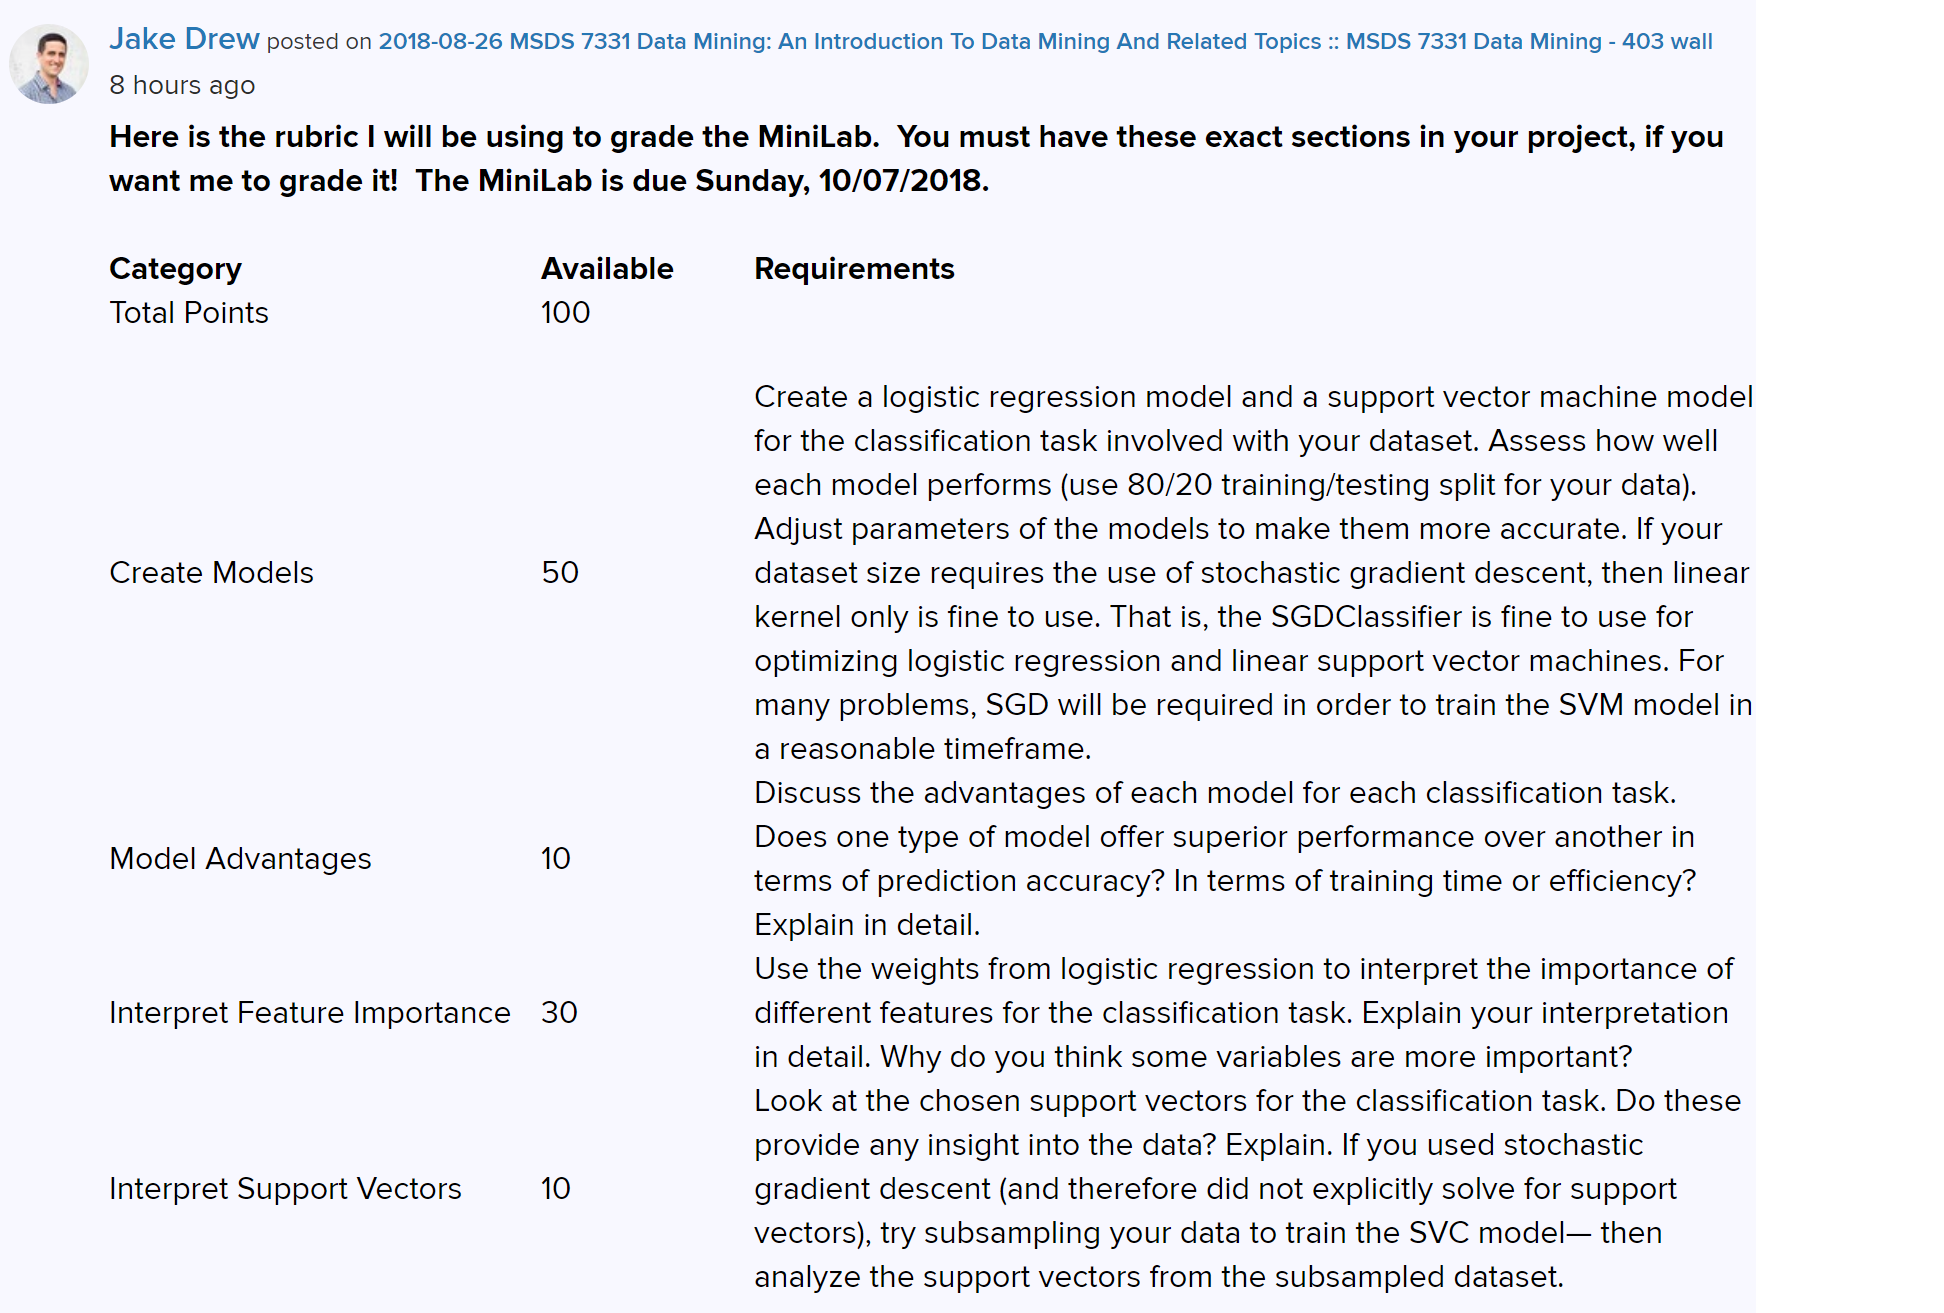 Jake Drew posted on 2018-08-26 MSDS 7331 Data Mining: An Introduction To Data Mining And Related Topics :: MSDS 7331 Data Mining - 403 wall
8 hours ago
Here is the rubric I will be using to grade the MiniLab.  You must have these exact sections in your project, if you
want me to grade it!  The MiniLab is due Sunday, 10/07/2018.
Category Available Requirements
Total Points 100
Create a logistic regression model and a support vector machine model
for the classification task involved with your dataset. Assess how well
each model performs (use 80/20 training/testing split for your data).
Adjust parameters of the models to make them more accurate. If your
Create Models 50 dataset size requires the use of stochastic gradient descent, then linear
kernel only is fine to use. That is, the SGDClassifier is fine to use for
optimizing logistic regression and linear support vector machines. For
many problems, SGD will be required in order to train the SVM model in
a reasonable timeframe.
Discuss the advantages of each model for each classification task.
Does one type of model offer superior performance over another in
Model Advantages 10 terms of prediction accuracy? In terms of training time or efficiency?
Explain in detail.
Use the weights from logistic regression to interpret the importance of
Interpret Feature Importance 30 different features for the classification task. Explain your interpretation
in detail. Why do you think some variables are more important?
Look at the chosen support vectors for the classification task. Do these
provide any insight into the data? Explain. If you used stochastic
Interpret Support Vectors 10 gradient descent (and therefore did not explicitly solve for support
vectors), try subsampling your data to train the SVC model— then
analyze the support vectors from the subsampled dataset.